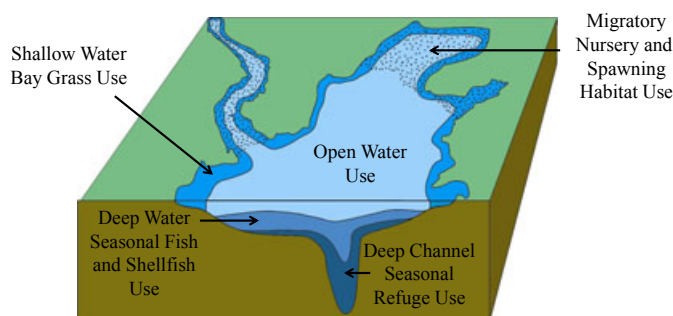 Shallow Water
Bay Grass Use
Migratory
Nursery and
Spawning
Habitat Use
Open Water
Use
Deep Water
Seasonal Fish
and Shellfish
Use
Deep Channel
Seasonal
Refuge Use